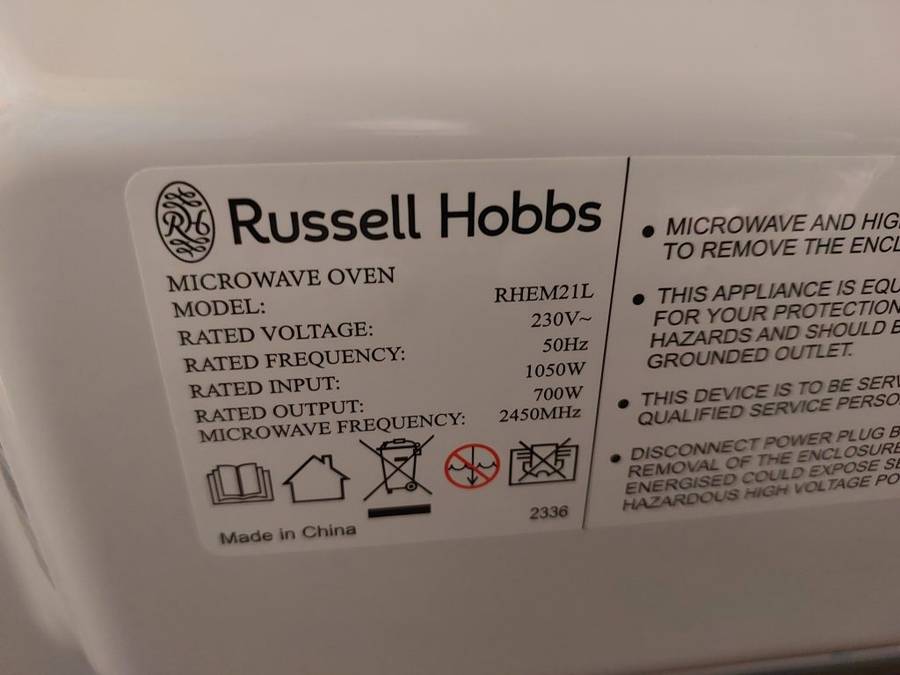 RH Russell Hobbs
MICROWAVE OVEN
MODEL: RHEM21L
RATED VOLTAGE: 230V~
RATED FREQUENCY: 50Hz
RATED INPUT: 1050W
RATED OUTPUT: 700W
MICROWAVE FREQUENCY: 2450MHz
2336
Made in China
• MICROWAVE AND HIG
TO REMOVE THE ENCL
• THIS APPLIANCE IS EQU
FOR YOUR PROTECTION
HAZARDS AND SHOULD B
GROUNDED OUTLET.
• THIS DEVICE IS TO BE SERV
QUALIFIED SERVICE PERSO
• DISCONNECT POWER PLUG B
REMOVAL OF THE ENCLOSURE
ENERGISED COULD EXPOSE SE
HAZARDOUS HIGH VOLTAGE PO